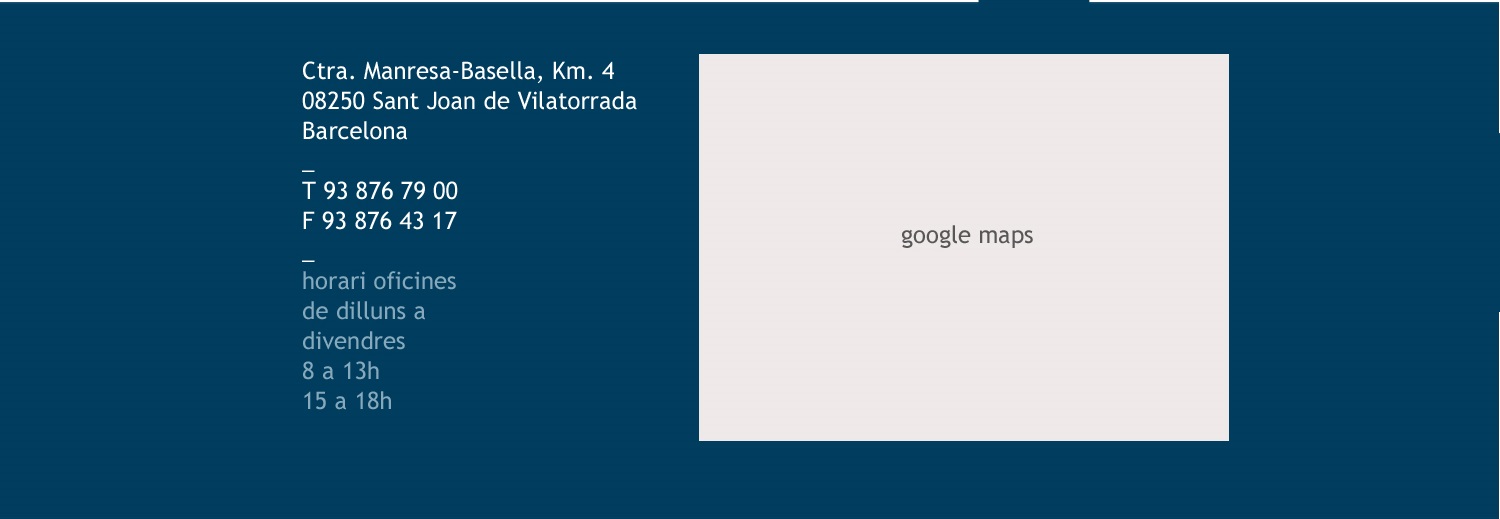 Ctra. Manresa-Basella, Km. 4
08250 Sant Joan de Vilatorrada
Barcelona
_
T 93 876 79 00
F 93 876 43 17
_
horari oficines
de dilluns a
divendres
8 a 13h
15 a 18h
google maps